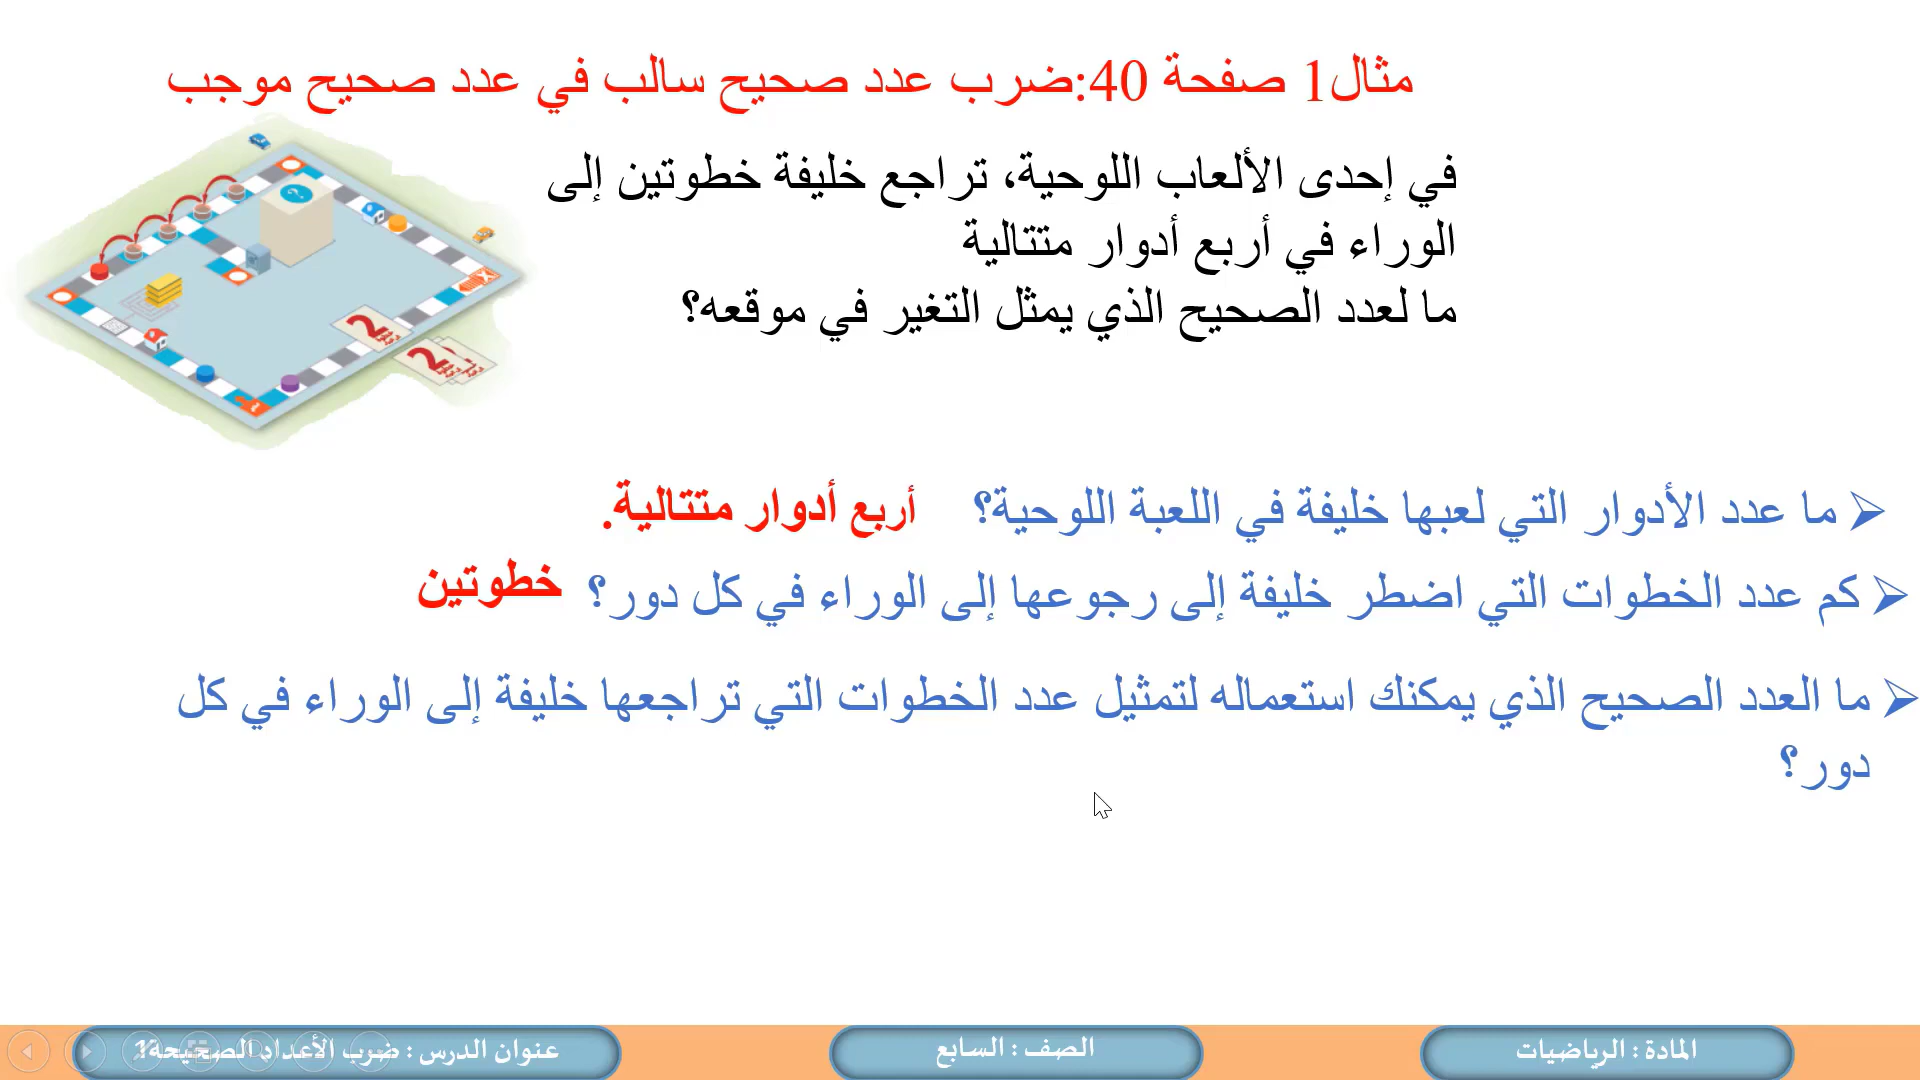 مثال1 صفحة 40:ضرب عدد صحيح سالب في عدد صحيح موجب
في إحدى الألعاب اللوحية، تراجع خليفة خطوتين إلى
الوراء في أربع أدوار متتالية
ما لعدد الصحيح الذي يمثل التغير في موقعه؟
2
2
ما عدد الأدوار التي لعبها خليفة في اللعبة اللوحية؟ أربع أدوار متتالية.
كم عدد الخطوات التي اضطر خليفة إلى رجوعها إلى الوراء في كل دور؟ خطوتين
ما العدد الصحيح الذي يمكنك استعماله لتمثيل عدد الخطوات التي تراجعها خليفة إلى الوراء في كل
دور؟
المادة : الرياضيات
الصف : السابع
عنوان الدرس : ضرب الأعداد الصحيحة